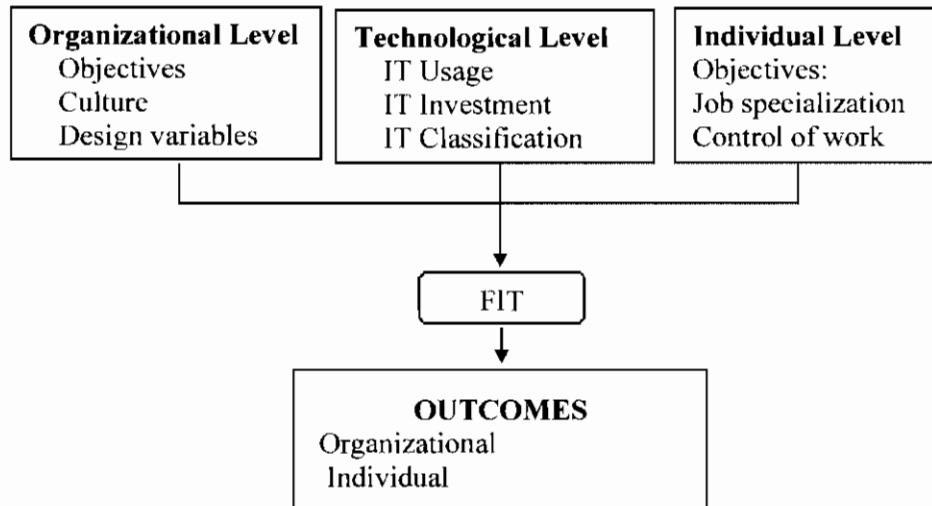 Organizational Level
Objectives
Culture
Design variables
Technological Level
IT Usage
IT Investment
IT Classification
Individual Level
Objectives:
Job specialization
Control of work
FIT
OUTCOMES
Organizational
Individual